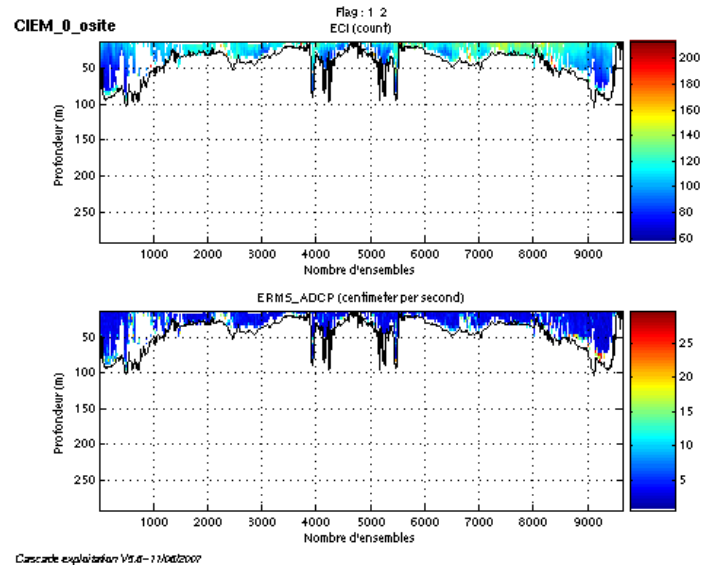 Flag : 1 2
CIEM_0_osite
ECI (count)
50
100
150
200
250
Profondeur (m)
1000 2000 3000 4000 5000 6000 7000 8000 9000
Nombre d'ensembles
200
180
160
140
120
100
80
60
ERMS_ADCP (centimeter per second)
50
100
150
200
250
Profondeur (m)
1000 2000 3000 4000 5000 6000 7000 8000 9000
Nombre d'ensembles
25
20
15
10
5
Cascade exploitation V5.6 - 11/06/2007